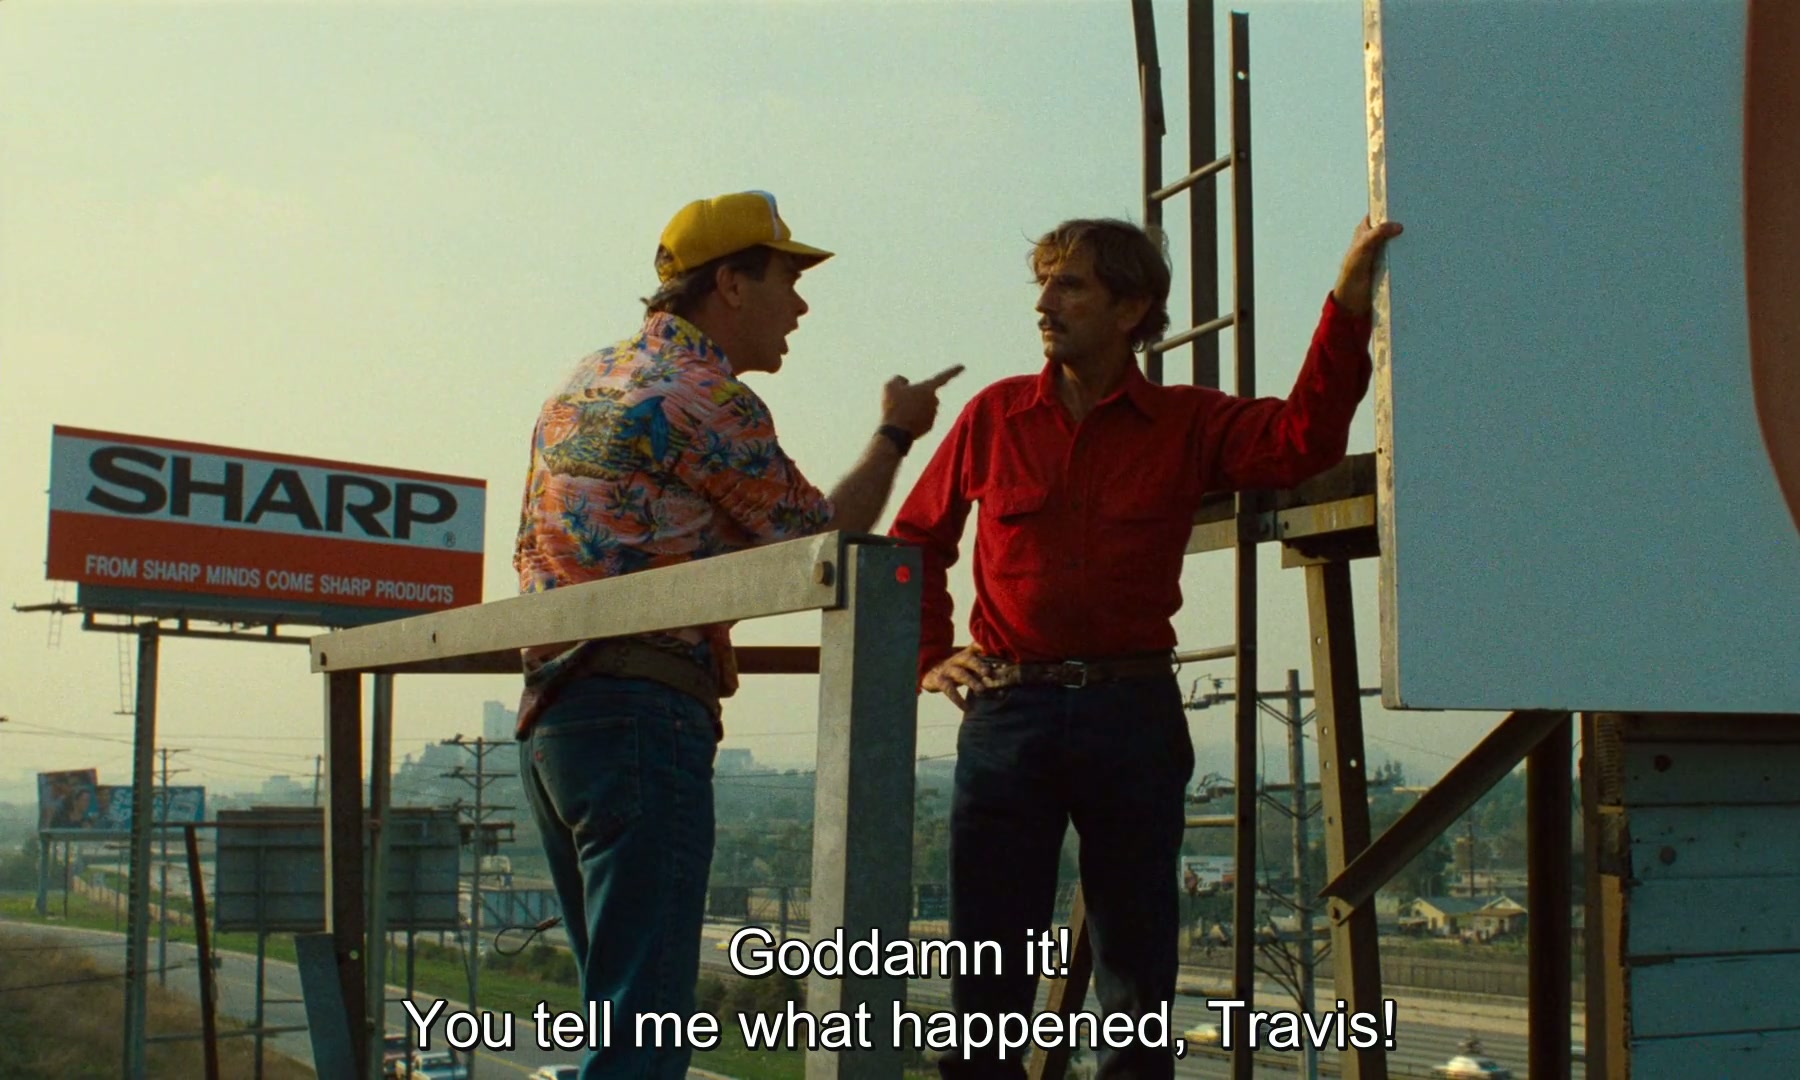 SHARP®
FROM SHARP MINDS COME SHARP PRODUCTS
Goddamn it!
You tell me what happened, Travis!